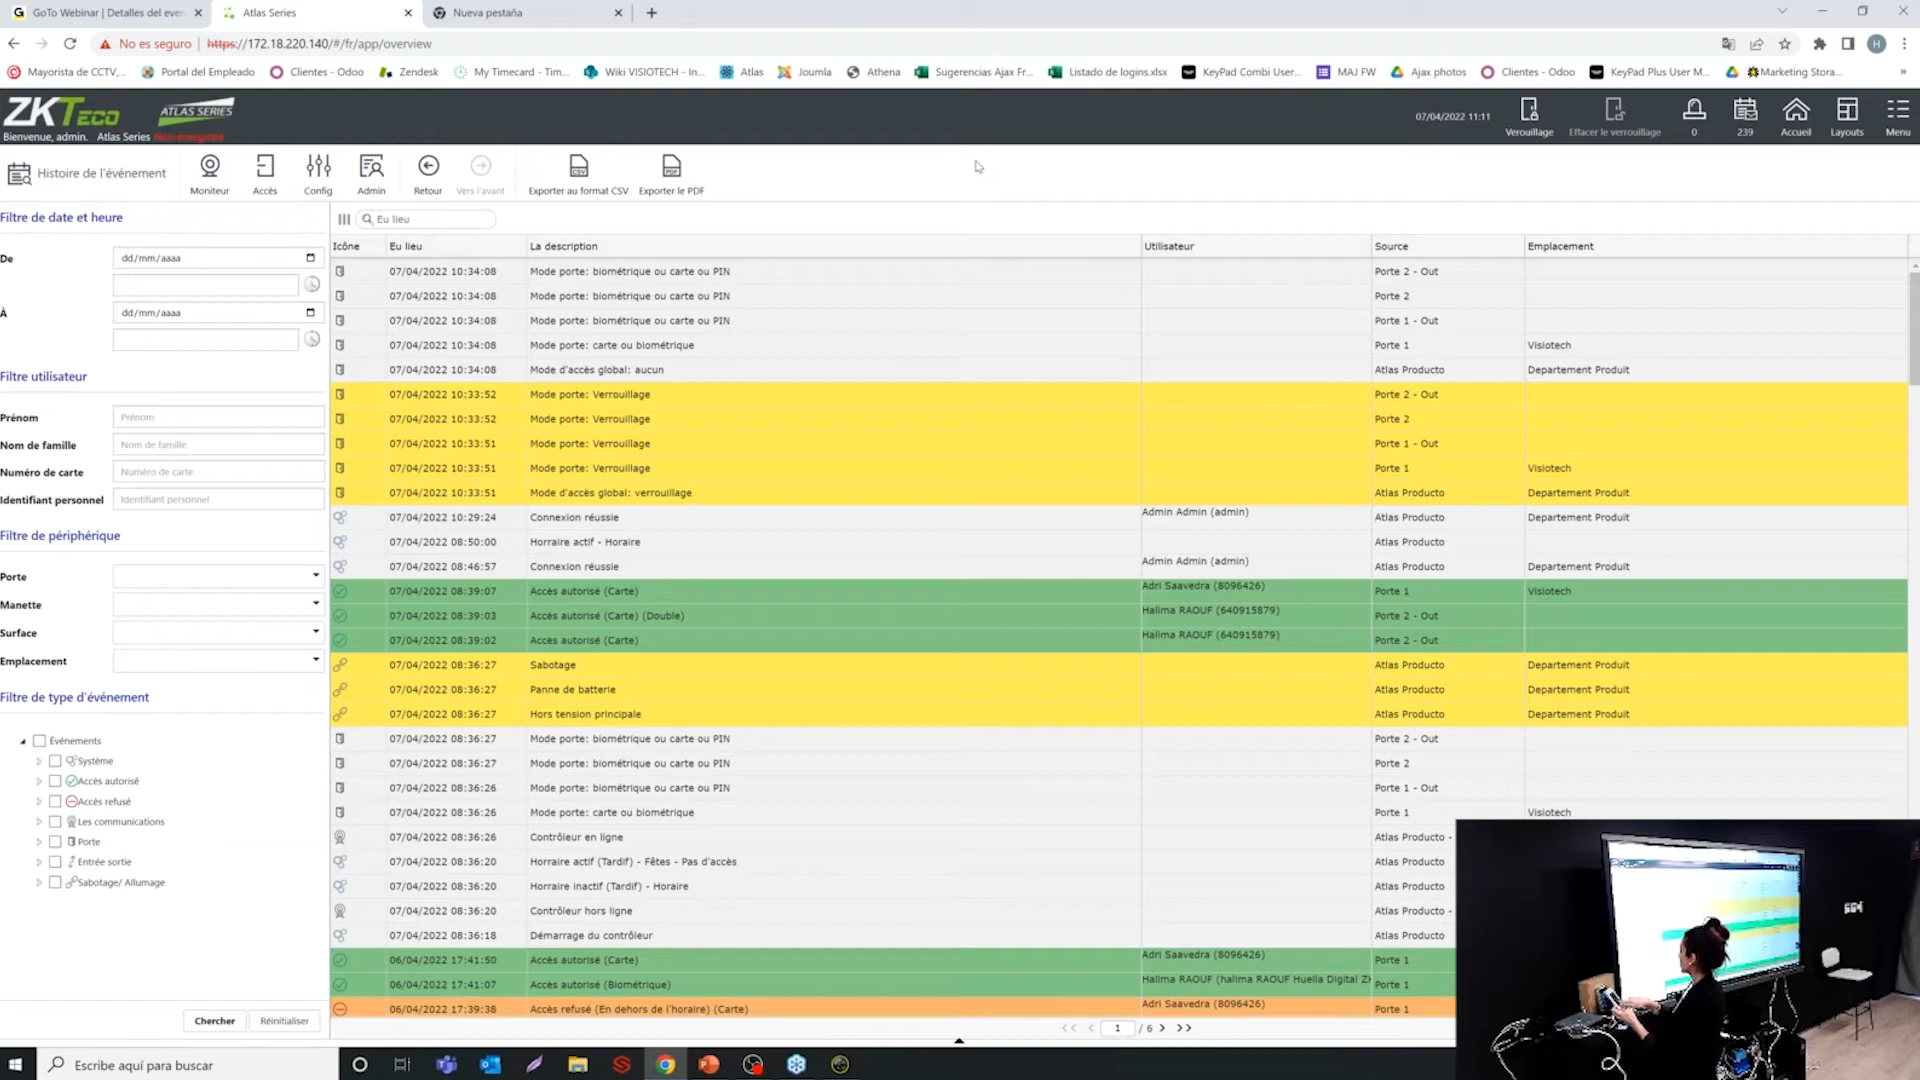 GoTo Webinar | Detalles del even
Atlas Series
Nueva pestaña
No es seguro | https://172.18.220.140/#/fr/app/overview
Mayorista de CCTV,...
Portal del Empleado
Clientes - Odoo
Zendesk
My Timecard - Tim...
Wiki VISIOTECH - In...
Atlas
Joumla
Athena
Sugerencias Ajax Fr...
Listado de logins.xlsx
KeyPad Combi User...
MAJ FW
Ajax photos
Clientes - Odoo
KeyPad Plus User M...
Marketing Stora...
ZKTECO ATLAS SERIES
Bienvenue, admin. Atlas Series Non enregistré
07/04/2022 11:11
Verouillage
Effacer le verrouillage
0
239
Accueil
Layouts
Menu
Histoire de l'événement
Moniteur
Accès
Config
Admin
Retour
Vers l'avant
Exporter au format CSV
Exporter le PDF
Filtre de date et heure
De dd/mm/aaaa
À dd/mm/aaaa
Filtre utilisateur
Prénom Prénom
Nom de famille Nom de famille
Numéro de carte Numéro de carte
Identifiant personnel Identifiant personnel
Filtre de périphérique
Porte
Manette
Surface
Emplacement
Filtre de type d'événement
Événements
Système
Accès autorisé
Accès refusé
Les communications
Porte
Entrée sortie
Sabotage/ Allumage
Chercher Réinitialiser
Eu lieu
Icône Eu lieu La description Utilisateur Source Emplacement
07/04/2022 10:34:08 Mode porte: biométrique ou carte ou PIN Porte 2 - Out
07/04/2022 10:34:08 Mode porte: biométrique ou carte ou PIN Porte 2
07/04/2022 10:34:08 Mode porte: biométrique ou carte ou PIN Porte 1 - Out
07/04/2022 10:34:08 Mode porte: carte ou biométrique Porte 1 Visiotech
07/04/2022 10:34:08 Mode d'accès global: aucun Atlas Producto Departement Produit
07/04/2022 10:33:52 Mode porte: Verrouillage Porte 2 - Out
07/04/2022 10:33:52 Mode porte: Verrouillage Porte 2
07/04/2022 10:33:51 Mode porte: Verrouillage Porte 1 - Out
07/04/2022 10:33:51 Mode porte: Verrouillage Porte 1 Visiotech
07/04/2022 10:33:51 Mode d'accès global: verrouillage Atlas Producto Departement Produit
07/04/2022 10:29:24 Connexion réussie Admin Admin (admin) Atlas Producto Departement Produit
07/04/2022 08:50:00 Horraire actif - Horaire Atlas Producto
07/04/2022 08:46:57 Connexion réussie Admin Admin (admin) Atlas Producto Departement Produit
07/04/2022 08:39:07 Accès autorisé (Carte) Adri Saavedra (8096426) Porte 1 Visiotech
07/04/2022 08:39:03 Accès autorisé (Carte) (Double) Halima RAOUF (640915879) Porte 2 - Out
07/04/2022 08:39:02 Accès autorisé (Carte) Halima RAOUF (640915879) Porte 2 - Out
07/04/2022 08:36:27 Sabotage Atlas Producto Departement Produit
07/04/2022 08:36:27 Panne de batterie Atlas Producto Departement Produit
07/04/2022 08:36:27 Hors tension principale Atlas Producto Departement Produit
07/04/2022 08:36:27 Mode porte: biométrique ou carte ou PIN Porte 2 - Out
07/04/2022 08:36:27 Mode porte: biométrique ou carte ou PIN Porte 2
07/04/2022 08:36:26 Mode porte: biométrique ou carte ou PIN Porte 1 - Out
07/04/2022 08:36:26 Mode porte: carte ou biométrique Porte 1 Visiotech
07/04/2022 08:36:26 Contrôleur en ligne Atlas Producto -
07/04/2022 08:36:20 Horraire actif (Tardif) - Fêtes - Pas d'accès Atlas Producto
07/04/2022 08:36:20 Horraire inactif (Tardif) - Horaire Atlas Producto
07/04/2022 08:36:20 Contrôleur hors ligne Atlas Producto -
07/04/2022 08:36:18 Démarrage du contrôleur Atlas Producto
06/04/2022 17:41:50 Accès autorisé (Carte) Adri Saavedra (8096426) Porte 1
06/04/2022 17:41:07 Accès autorisé (Biométrique) Halima RAOUF (halima RAOUF Huella Digital Zk Porte 1
06/04/2022 17:39:38 Accès refusé (En dehors de l'horaire) (Carte) Adri Saavedra (8096426) Porte 1
<< < 1 / 6 > >>
Escribe aquí para buscar